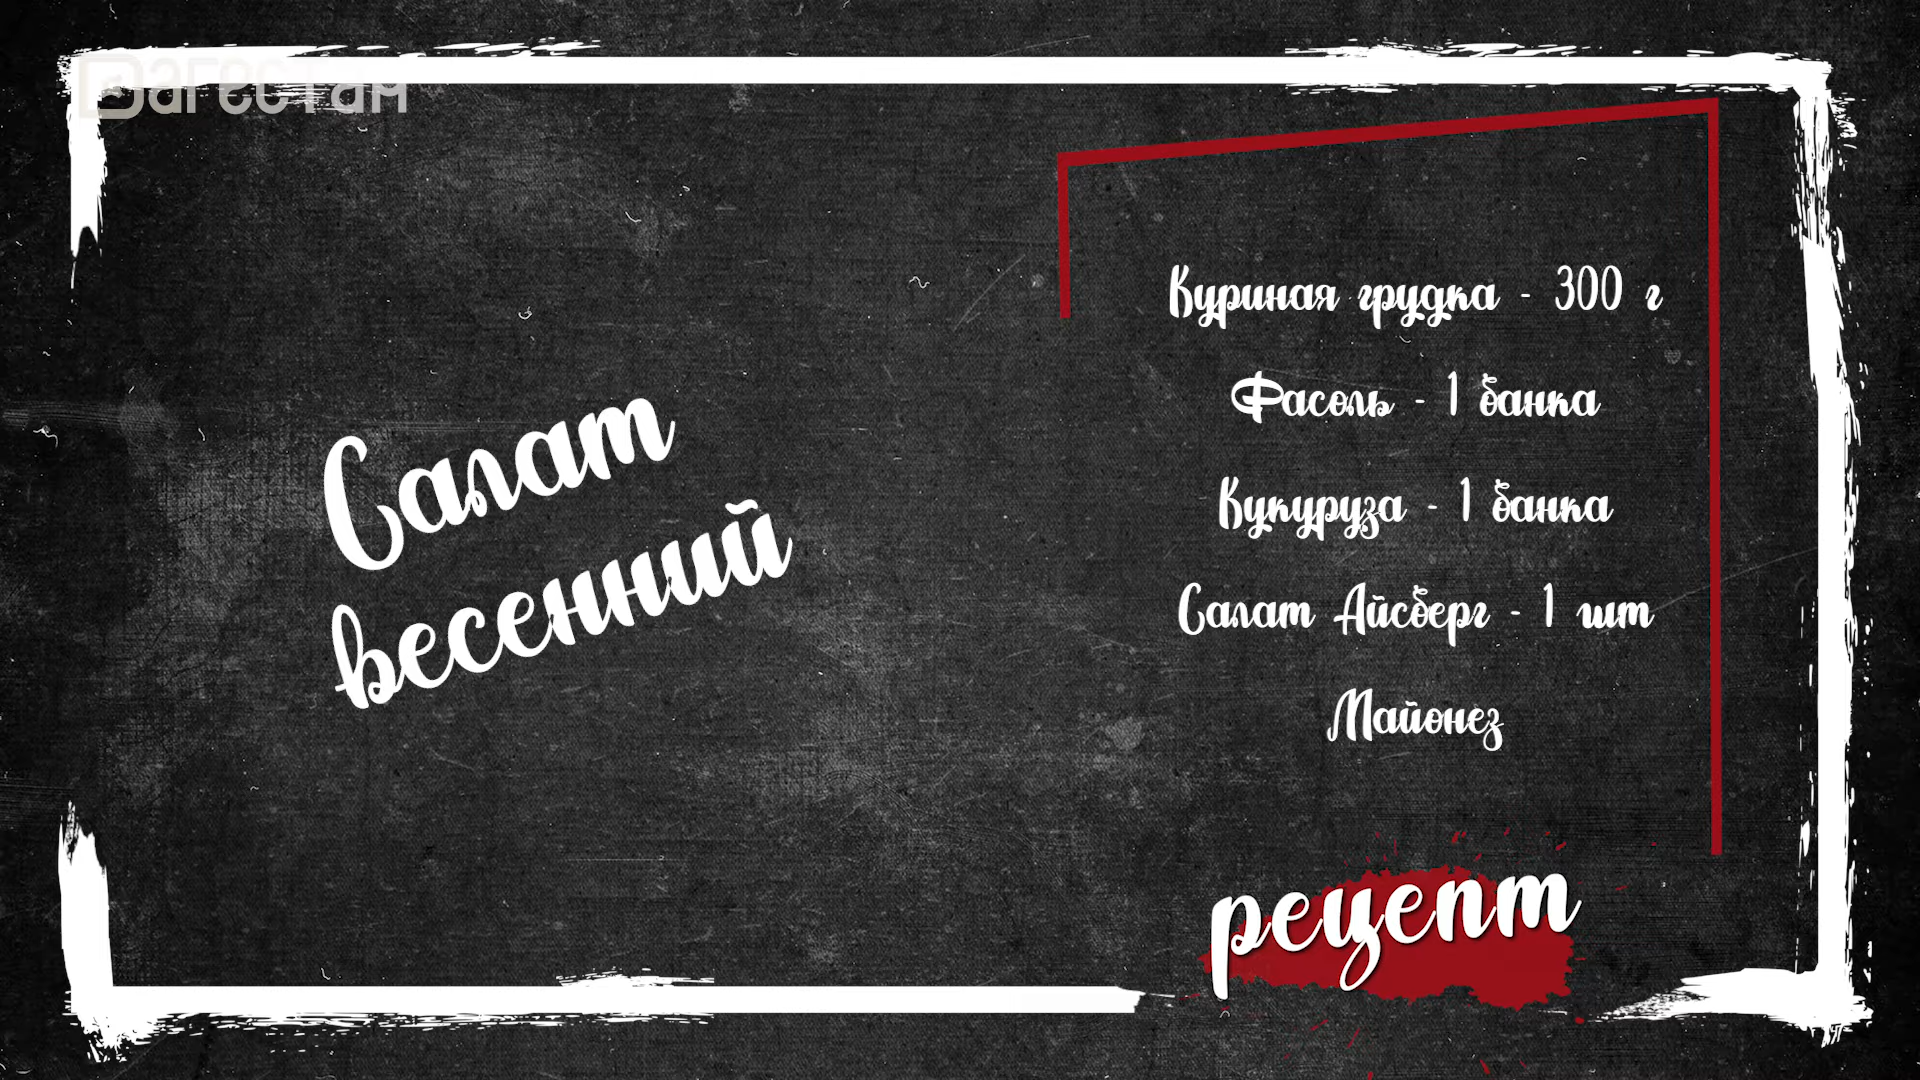 Дагестан
Салат
весенний
Куриная грудка - 300 г
Фасоль - 1 банка
Кукуруза - 1 банка
Салат Айсберг - 1 шт
Майонез
рецепт